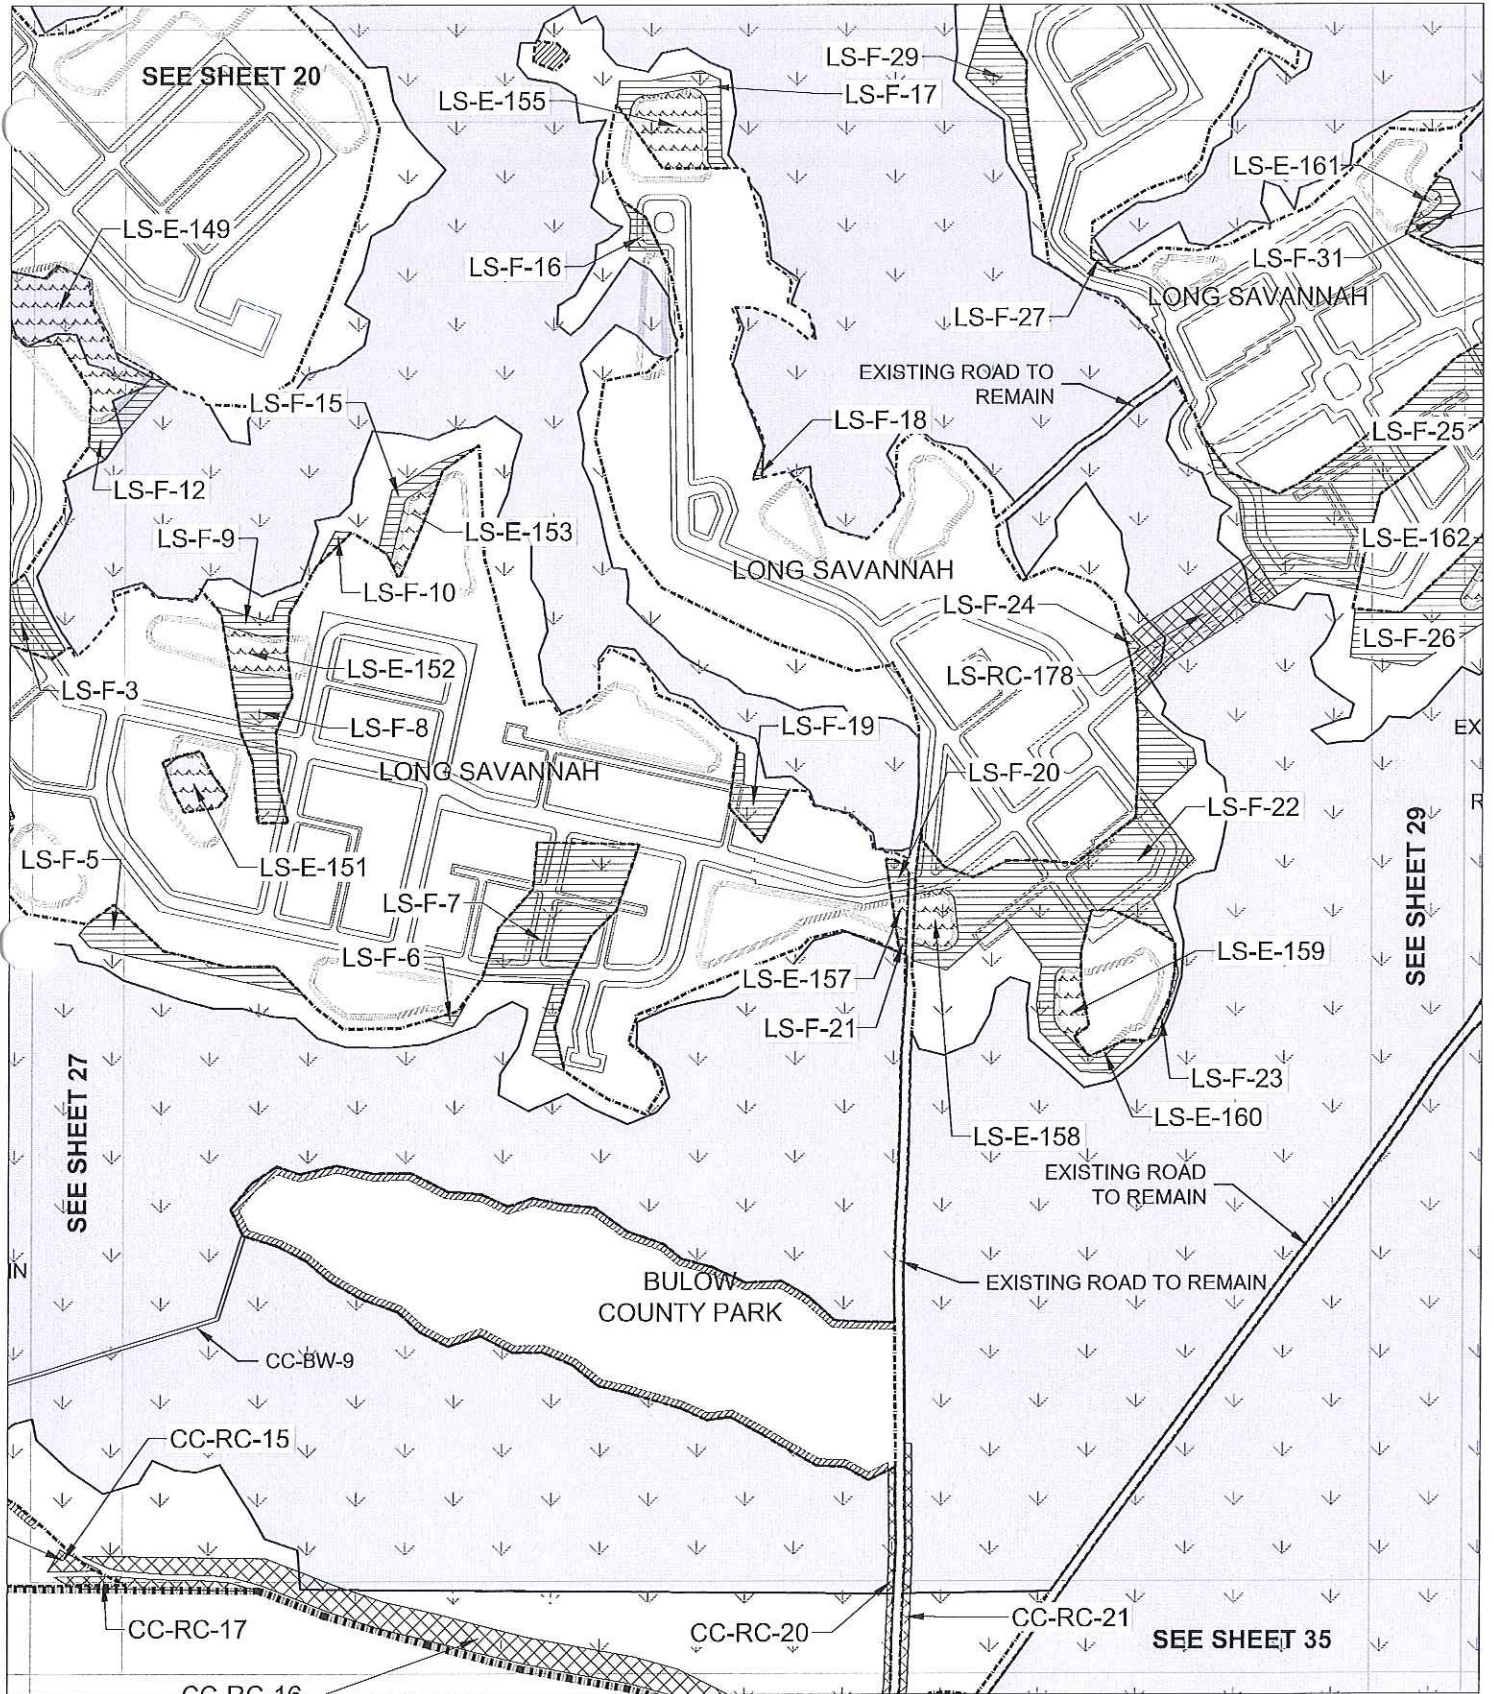 SEE SHEET 20
LS-F-29
LS-E-155
LS-F-17
LS-E-161
LS-E-149
LS-F-16
LS-F-31
LONG SAVANNAH
LS-F-27
EXISTING ROAD TO
REMAIN
LS-F-15
LS-F-18
LS-F-25
LS-F-12
LS-F-9
LS-E-153
LS-E-162
LONG SAVANNAH
LS-F-10
LS-F-24
LS-F-26
LS-E-152
LS-RC-178
LS-F-3
LS-F-8
LS-F-19
EX
LONG SAVANNAH
LS-F-20
R
LS-F-22
SEE SHEET 29
LS-F-5
LS-E-151
LS-F-7
LS-F-6
LS-E-159
LS-E-157
LS-F-21
LS-F-23
LS-E-160
LS-E-158
SEE SHEET 27
EXISTING ROAD
TO REMAIN
IN
BULOW
COUNTY PARK
EXISTING ROAD TO REMAIN
CC-BW-9
CC-RC-15
CC-RC-17
CC-RC-20
CC-RC-21
SEE SHEET 35
CC-RC-16